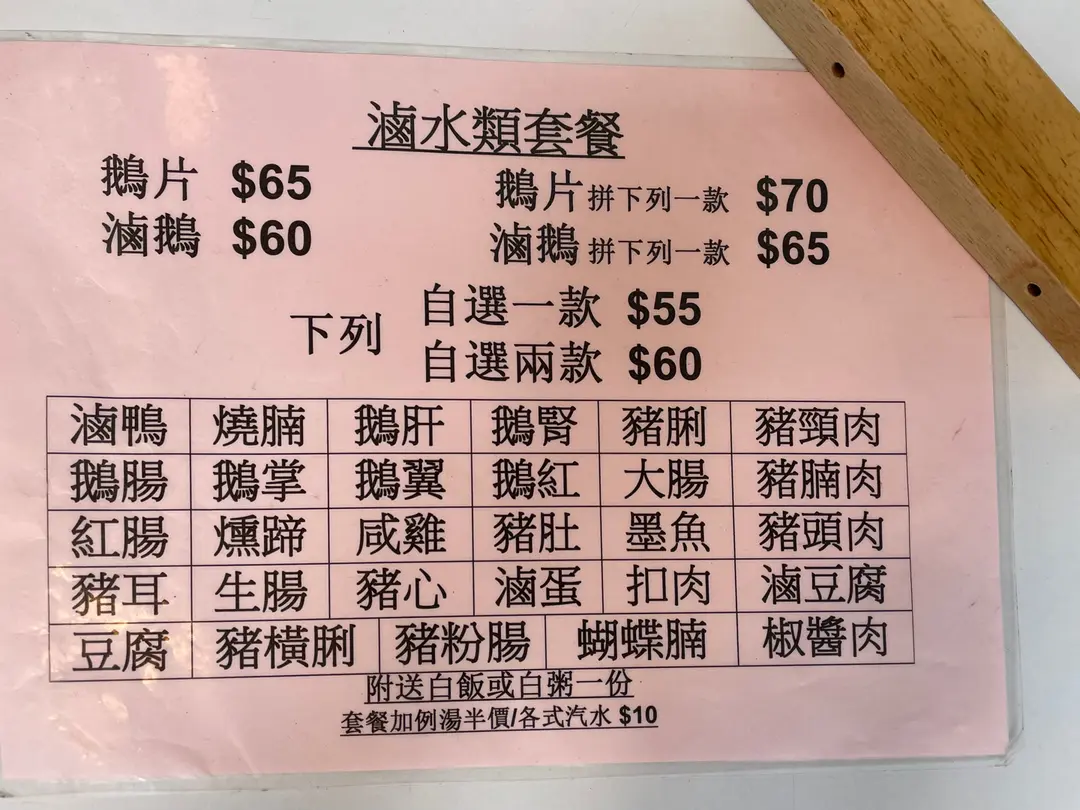 滷水類套餐
鵝片 $65 鵝片拼下列一款 $70
滷鵝 $60 滷鵝拼下列一款 $65
下列 自選一款 $55
自選兩款 $60
滷鴨 燒腩 鵝肝 鵝腎 豬脷 豬頸肉
鵝腸 鵝掌 鵝翼 鵝紅 大腸 豬腩肉
紅腸 燻蹄 咸雞 豬肚 墨魚 豬頭肉
豬耳 生腸 豬心 滷蛋 扣肉 滷豆腐
豆腐 豬橫脷 豬粉腸 蝴蝶腩 椒醬肉
附送白飯或白粥一份
套餐加例湯半價/各式汽水 $10